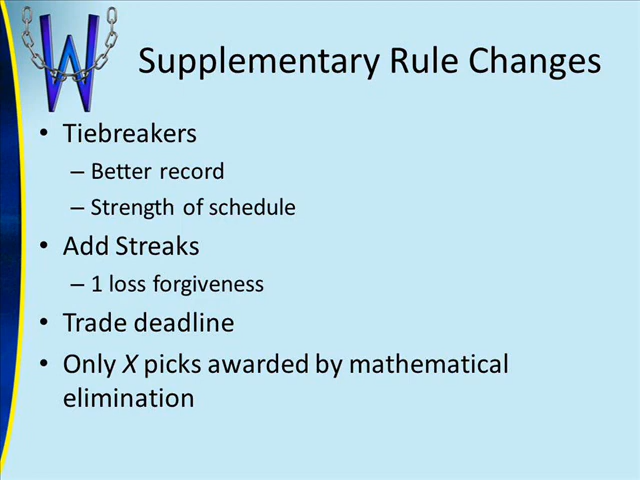 W
Supplementary Rule Changes
• Tiebreakers
– Better record
– Strength of schedule
• Add Streaks
– 1 loss forgiveness
• Trade deadline
• Only X picks awarded by mathematical
elimination